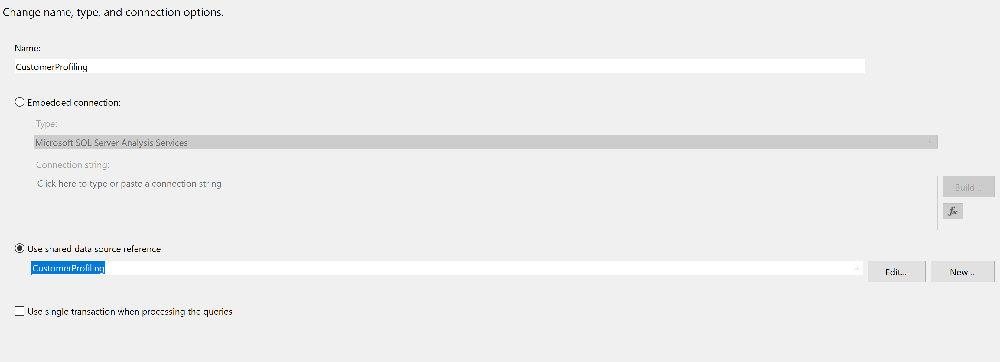 Change name, type, and connection options.
Name:
CustomerProfiling
Embedded connection:
Type:
Microsoft SQL Server Analysis Services
Connection string:
Click here to type or paste a connection string
Build...
fx
Use shared data source reference
CustomerProfiling
Edit...
New...
Use single transaction when processing the queries